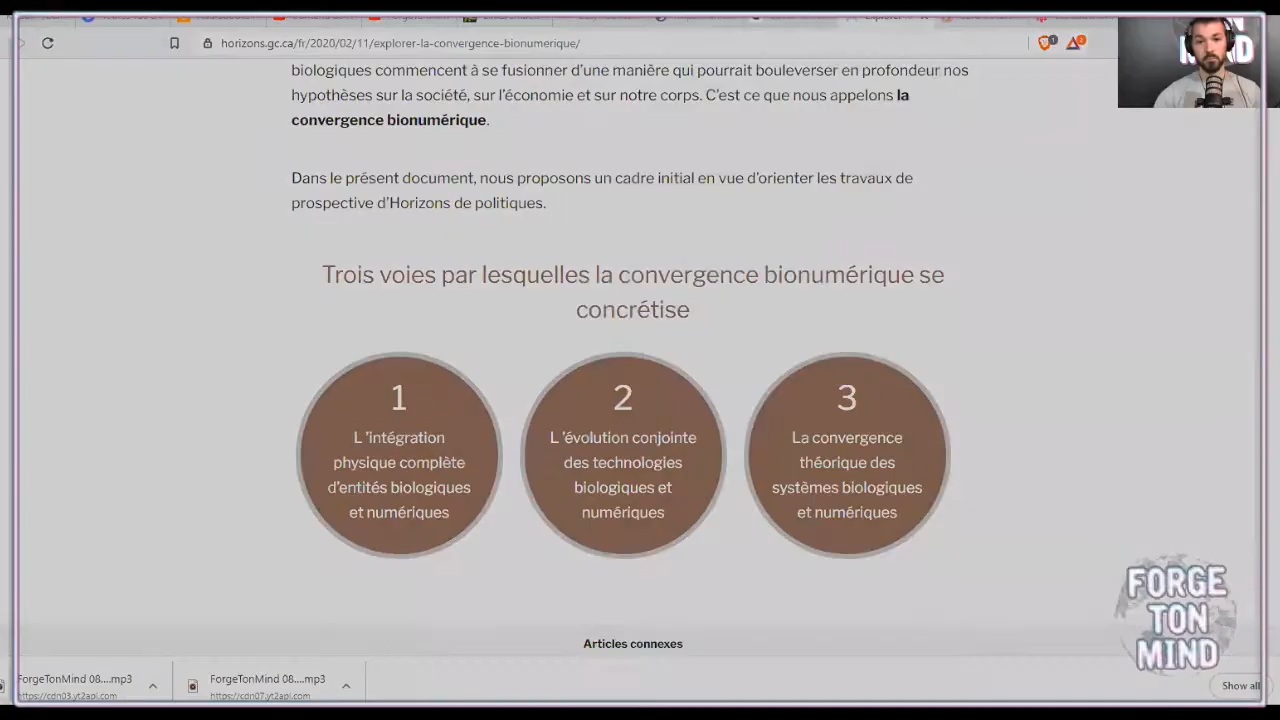 horizons.gc.ca/fr/2020/02/11/explorer-la-convergence-bionumerique/
1
2
MIND
biologiques commencent à se fusionner d'une manière qui pourrait bouleverser en profondeur nos
hypothèses sur la société, sur l'économie et sur notre corps. C'est ce que nous appelons la
convergence bionumérique.
Dans le présent document, nous proposons un cadre initial en vue d'orienter les travaux de
prospective d'Horizons de politiques.
Trois voies par lesquelles la convergence bionumérique se
concrétise
1
L 'intégration
physique complète
d'entités biologiques
et numériques
2
L 'évolution conjointe
des technologies
biologiques et
numériques
3
La convergence
théorique des
systèmes biologiques
et numériques
FORGE
TON
MIND
Articles connexes
ForgeTonMind 08....mp3
https://cdn03.yt2api.com
ForgeTonMind 08....mp3
https://cdn07.yt2api.com
Show all